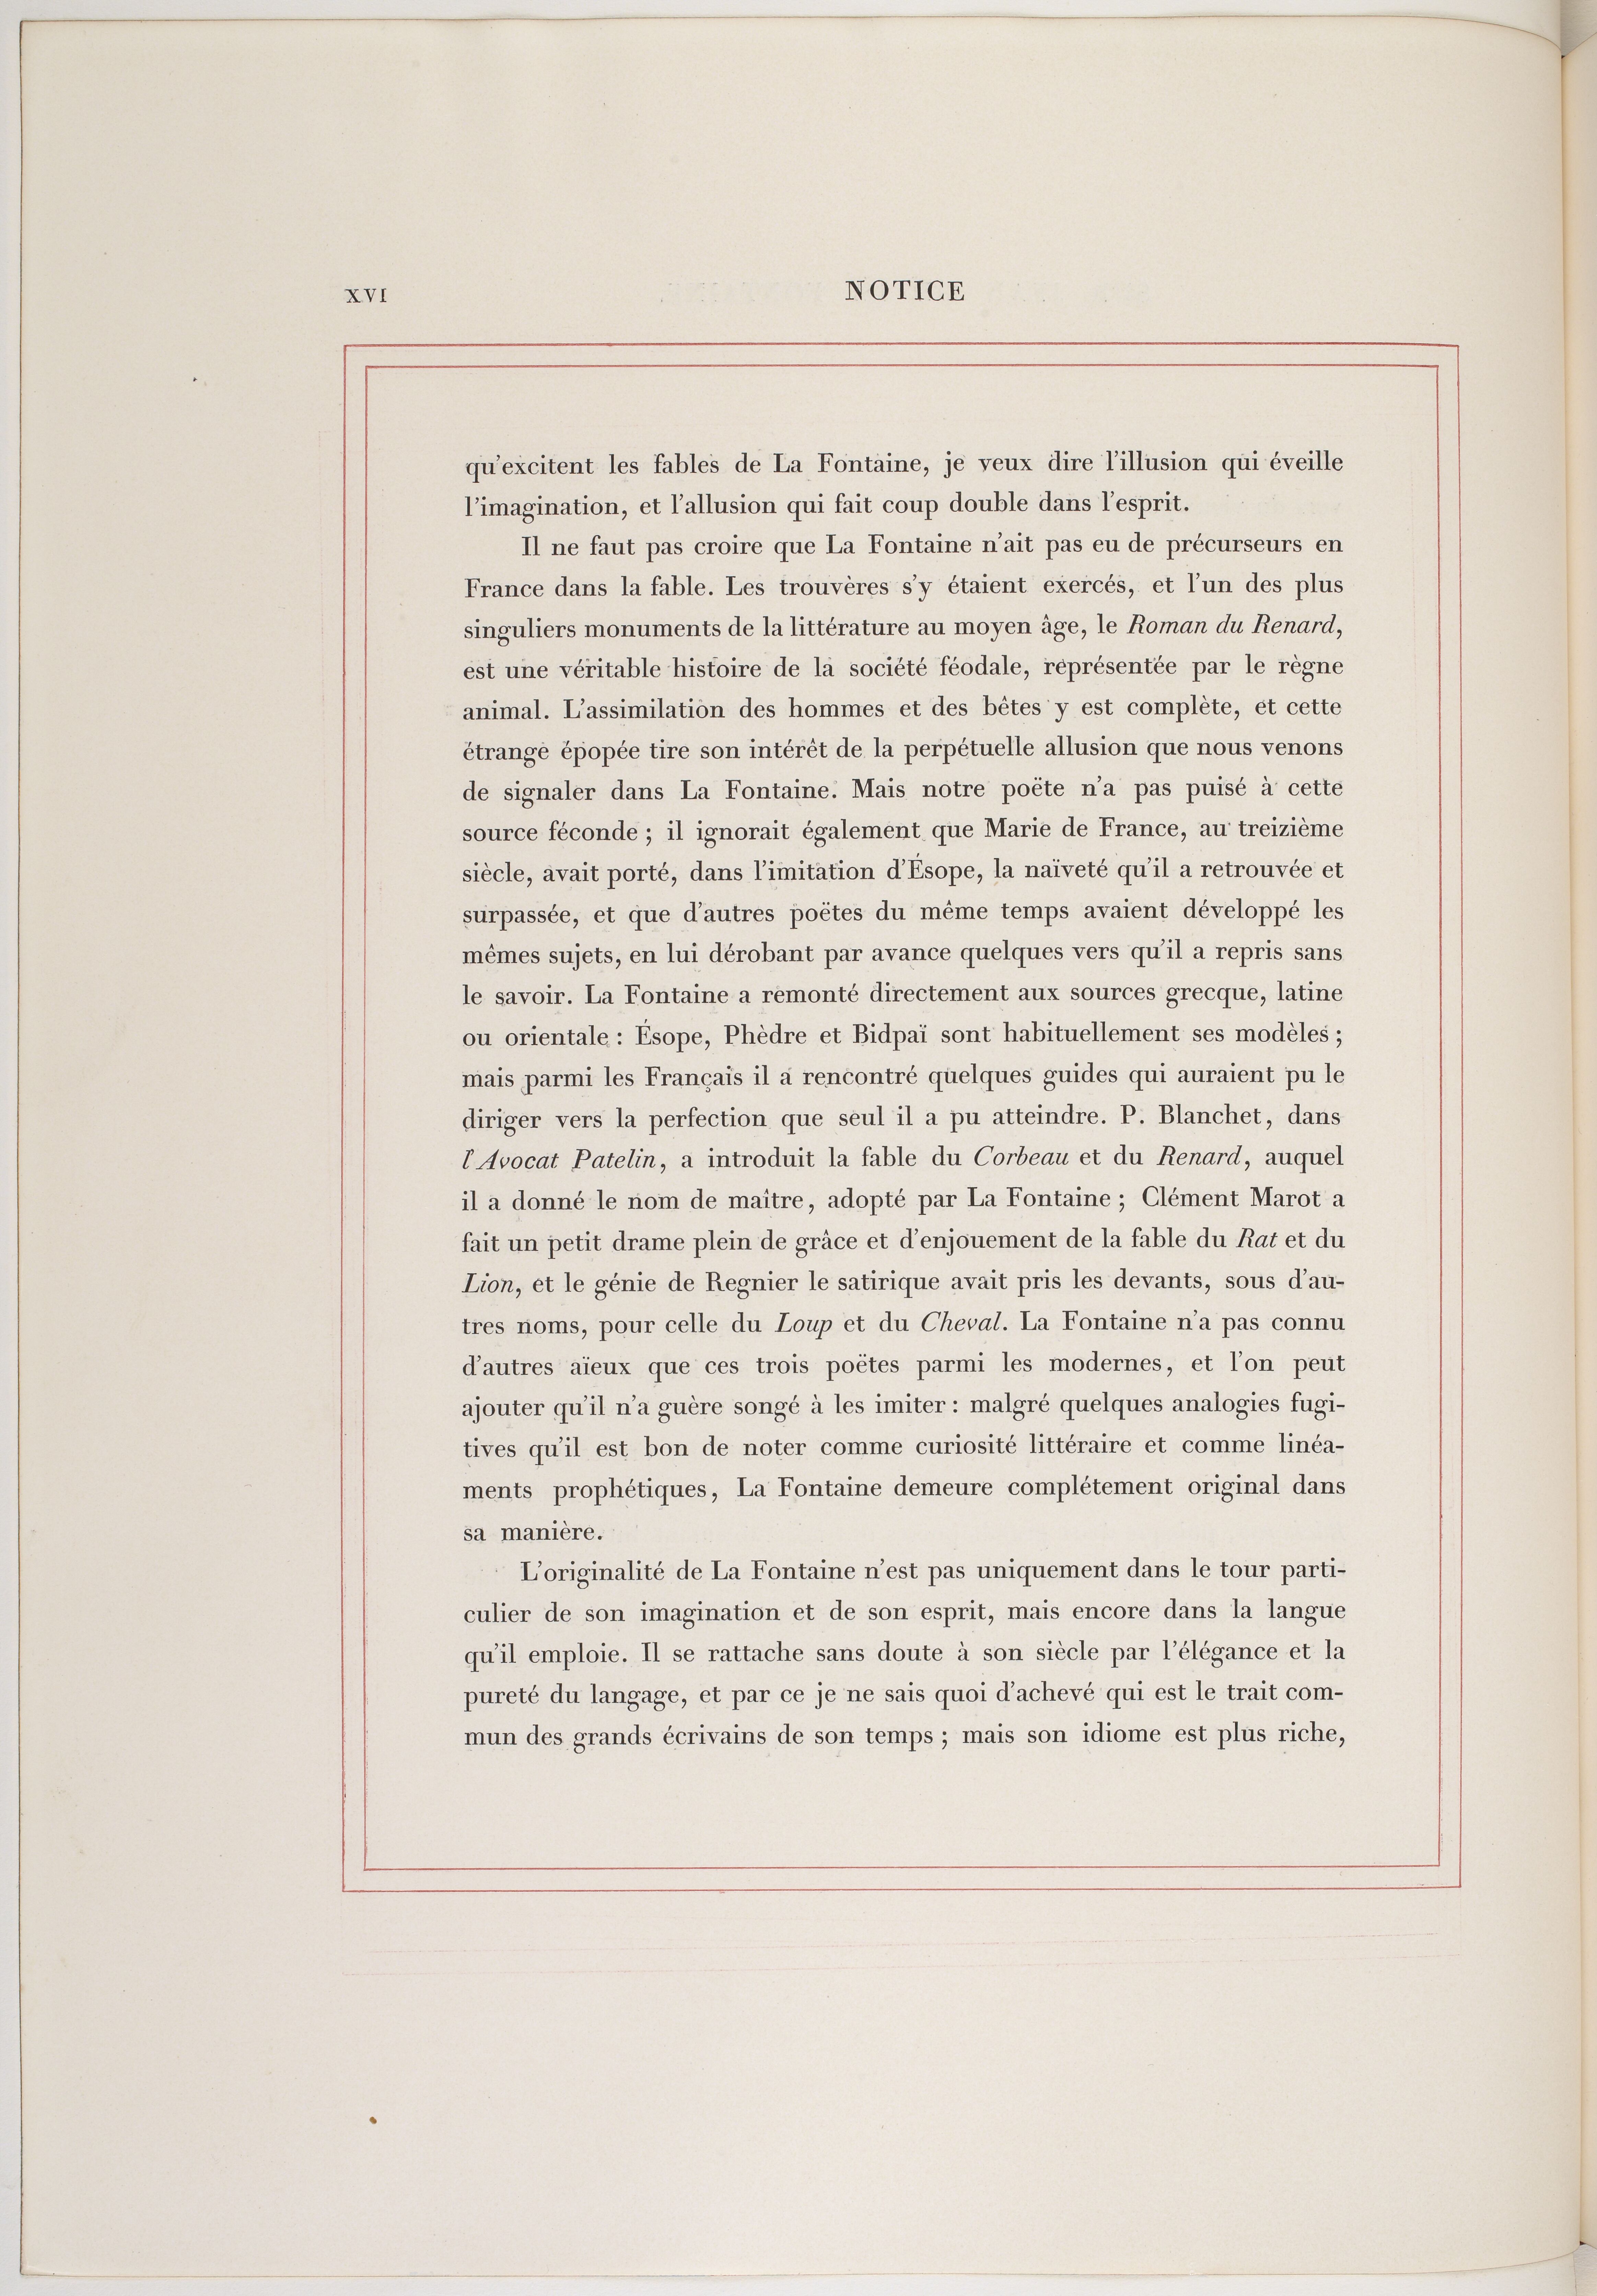 XVI
NOTICE
qu'excitent les fables de La Fontaine, je veux dire l'illusion qui éveille
l'imagination, et l'allusion qui fait coup double dans l'esprit.
Il ne faut pas croire que La Fontaine n'ait pas eu de précurseurs en
France dans la fable. Les trouvères s'y étaient exercés, et l'un des plus
singuliers monuments de la littérature au moyen âge, le Roman du Renard,
est une véritable histoire de la société féodale, représentée par le règne
animal. L'assimilation des hommes et des bêtes y est complète, et cette
étrange épopée tire son intérêt de la perpétuelle allusion que nous venons
de signaler dans La Fontaine. Mais notre poëte n'a pas puisé à cette
source féconde ; il ignorait également que Marie de France, au treizième
siècle, avait porté, dans l'imitation d'Ésope, la naïveté qu'il a retrouvée et
surpassée, et que d'autres poëtes du même temps avaient développé les
mêmes sujets, en lui dérobant par avance quelques vers qu'il a repris sans
le savoir. La Fontaine a remonté directement aux sources grecque, latine
ou orientale : Ésope, Phèdre et Bidpaï sont habituellement ses modèles ;
mais parmi les Français il a rencontré quelques guides qui auraient pu le
diriger vers la perfection que seul il a pu atteindre. P. Blanchet, dans
l'Avocat Patelin, a introduit la fable du Corbeau et du Renard, auquel
il a donné le nom de maître, adopté par La Fontaine ; Clément Marot a
fait un petit drame plein de grâce et d'enjouement de la fable du Rat et du
Lion, et le génie de Regnier le satirique avait pris les devants, sous d'au-
tres noms, pour celle du Loup et du Cheval. La Fontaine n'a pas connu
d'autres aïeux que ces trois poëtes parmi les modernes, et l'on peut
ajouter qu'il n'a guère songé à les imiter : malgré quelques analogies fugi-
tives qu'il est bon de noter comme curiosité littéraire et comme linéa-
ments prophétiques, La Fontaine demeure complétement original dans
sa manière.
L'originalité de La Fontaine n'est pas uniquement dans le tour parti-
culier de son imagination et de son esprit, mais encore dans la langue
qu'il emploie. Il se rattache sans doute à son siècle par l'élégance et la
pureté du langage, et par ce je ne sais quoi d'achevé qui est le trait com-
mun des grands écrivains de son temps ; mais son idiome est plus riche,